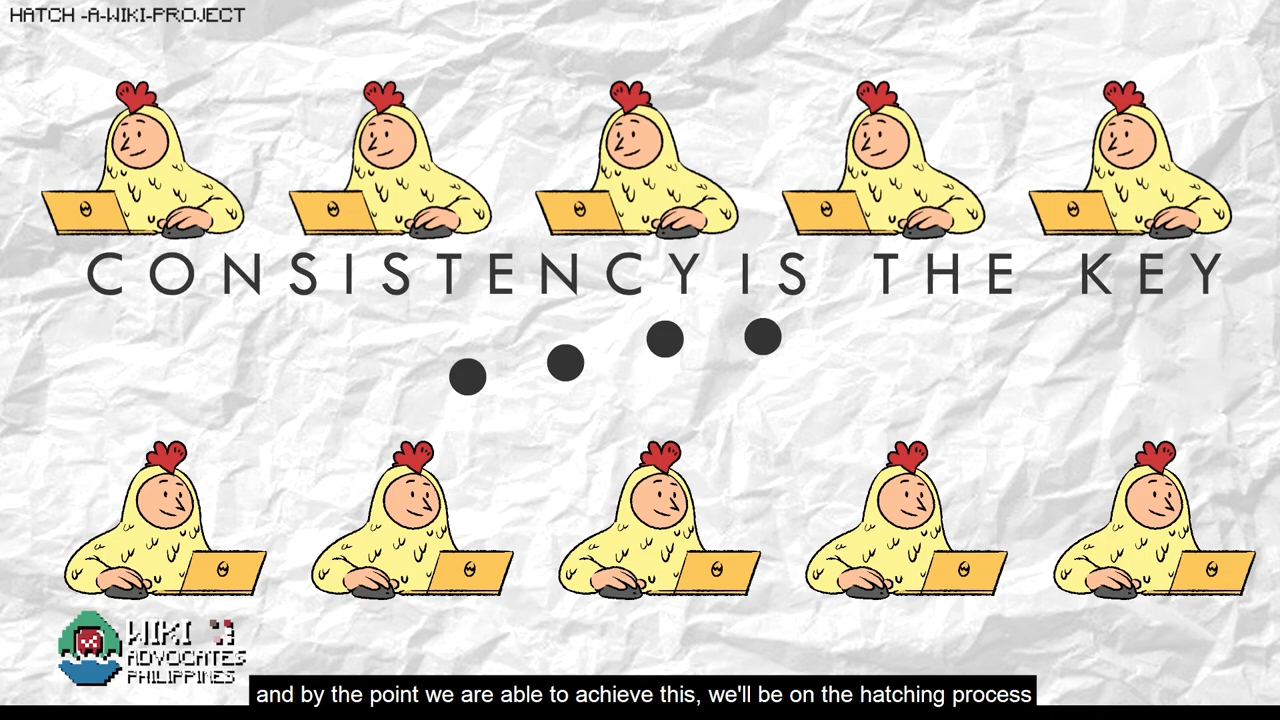 HATCH -A-WIKI-PROJECT
CONSISTENCY IS THE KEY
WIKI
ADVOCATES
PHILIPPINES
and by the point we are able to achieve this, we'll be on the hatching process